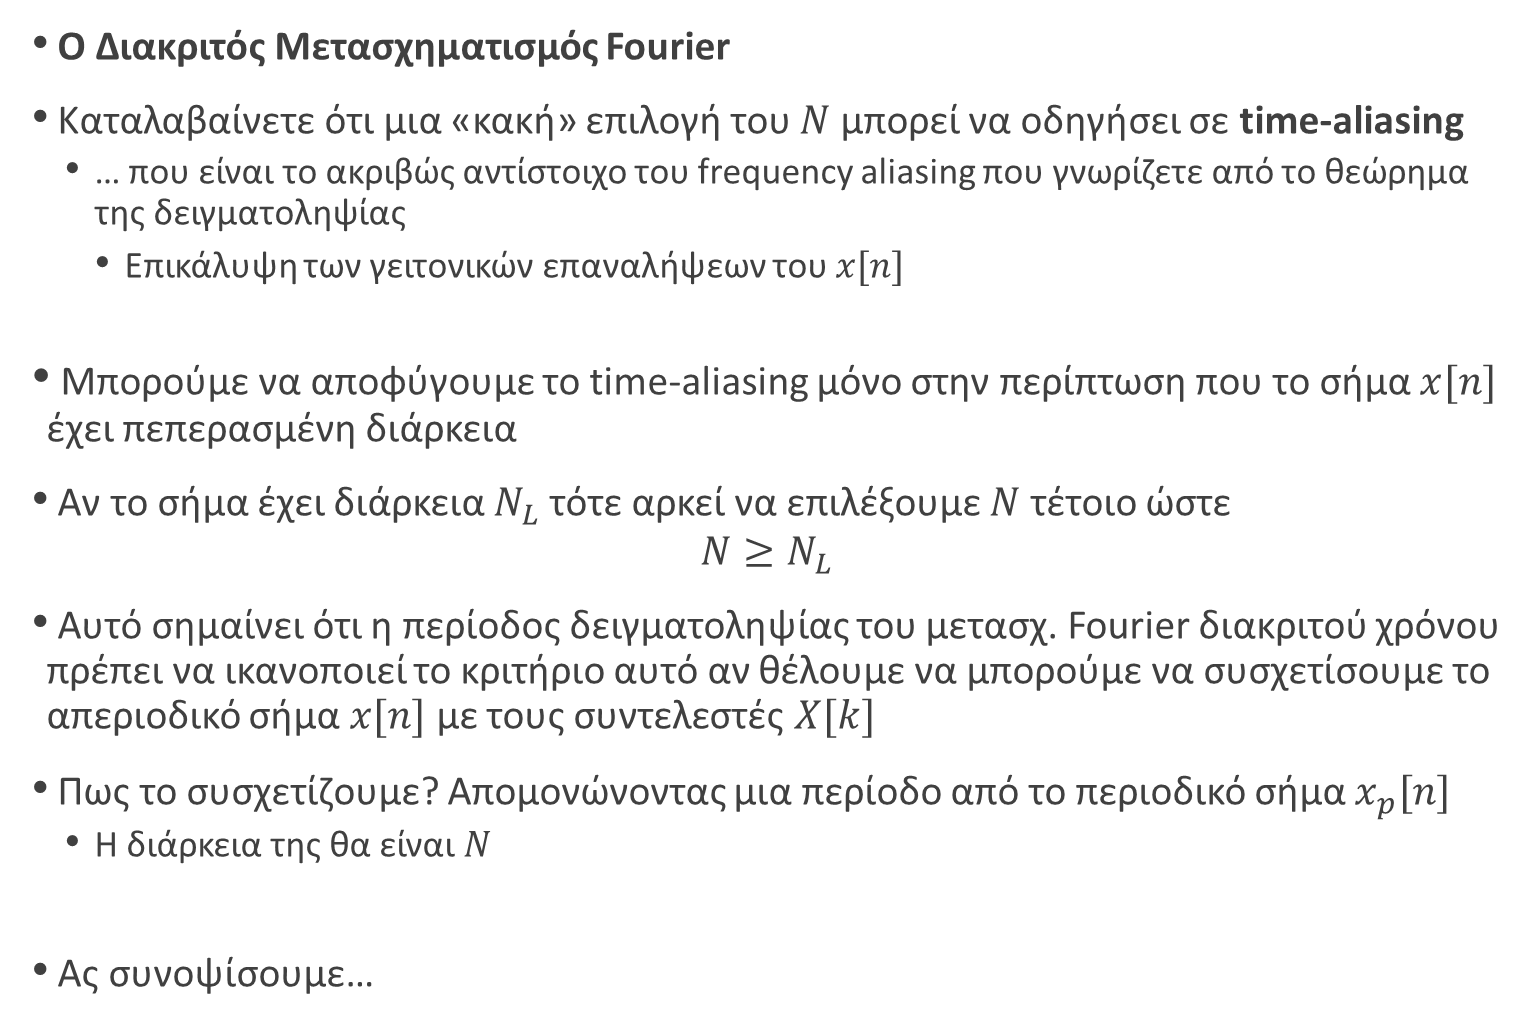 • Ο Διακριτός Μετασχηματισμός Fourier
• Καταλαβαίνετε ότι μια «κακή» επιλογή του N μπορεί να οδηγήσει σε time-aliasing
• … που είναι το ακριβώς αντίστοιχο του frequency aliasing που γνωρίζετε από το θεώρημα
της δειγματοληψίας
• Επικάλυψη των γειτονικών επαναλήψεων του x[n]
• Μπορούμε να αποφύγουμε το time-aliasing μόνο στην περίπτωση που το σήμα x[n]
έχει πεπερασμένη διάρκεια
• Αν το σήμα έχει διάρκεια N_L τότε αρκεί να επιλέξουμε N τέτοιο ώστε
N ≥ N_L
• Αυτό σημαίνει ότι η περίοδος δειγματοληψίας του μετασχ. Fourier διακριτού χρόνου
πρέπει να ικανοποιεί το κριτήριο αυτό αν θέλουμε να μπορούμε να συσχετίσουμε το
απεριοδικό σήμα x[n] με τους συντελεστές X[k]
• Πως το συσχετίζουμε? Απομονώνοντας μια περίοδο από το περιοδικό σήμα x_p[n]
• Η διάρκεια της θα είναι N
• Ας συνοψίσουμε…